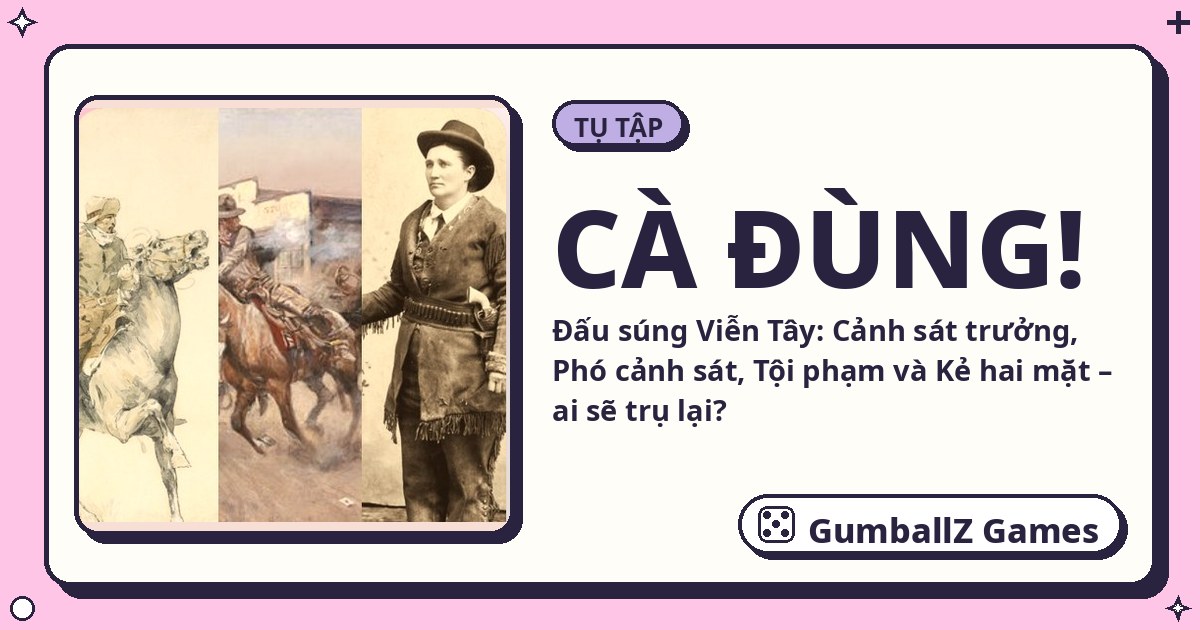 TỤ TẬP
CÀ ĐÙNG!
Đấu súng Viễn Tây: Cảnh sát trưởng,
Phó cảnh sát, Tội phạm và Kẻ hai mặt –
ai sẽ trụ lại?
GumballZ Games